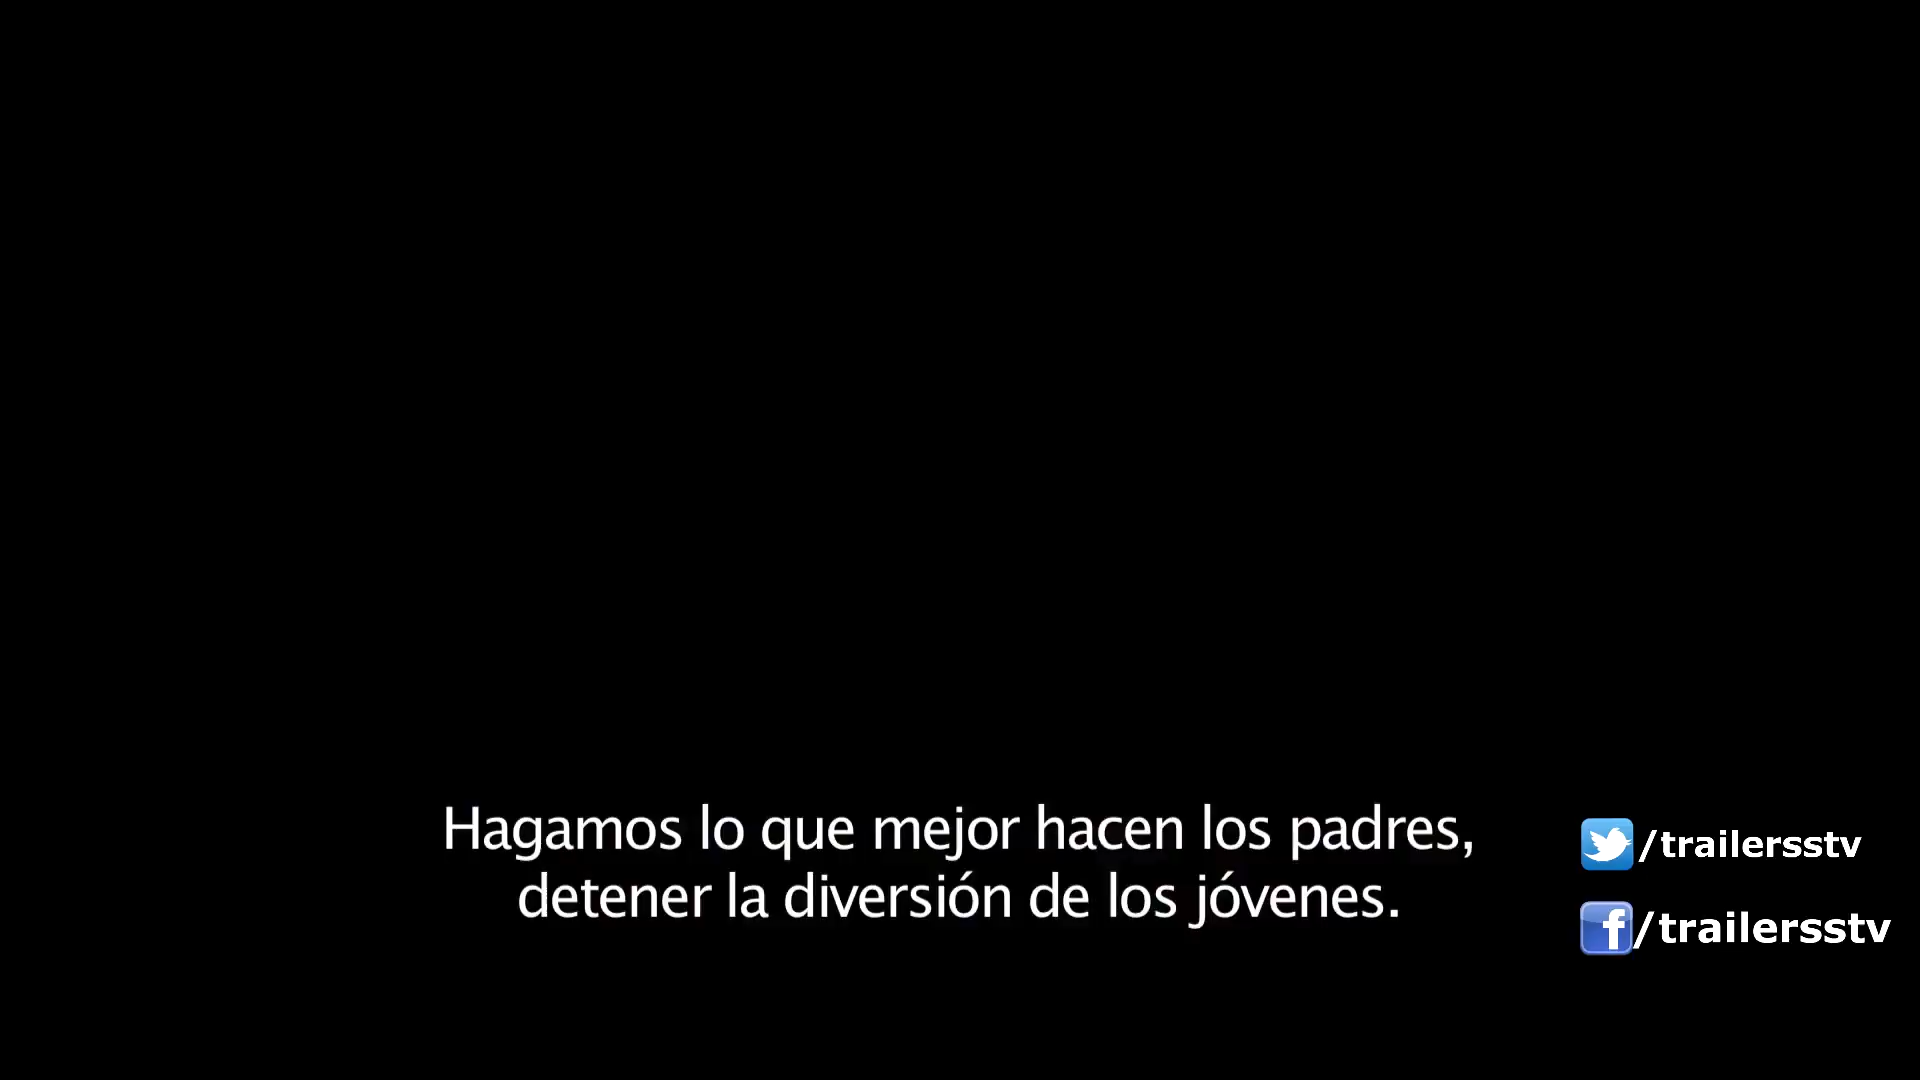 Hagamos lo que mejor hacen los padres,
detener la diversión de los jóvenes.
/trailersstv
/trailersstv